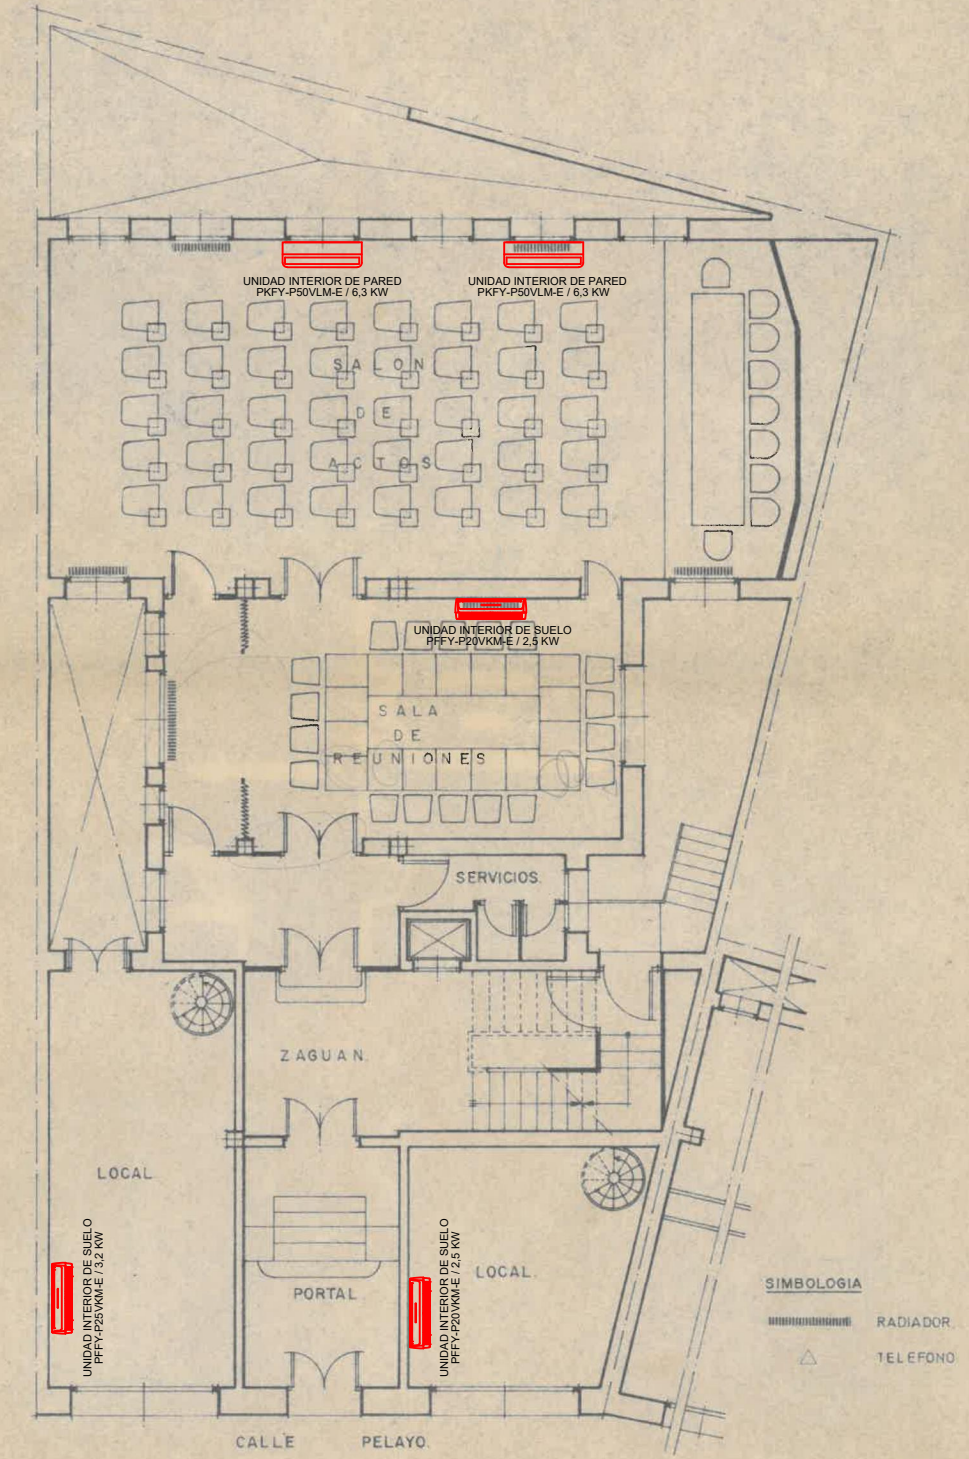 UNIDAD INTERIOR DE PARED
PKFY-P50VLM-E / 6,3 KW
UNIDAD INTERIOR DE PARED
PKFY-P50VLM-E / 6,3 KW
SALON
DE
ACTOS
UNIDAD INTERIOR DE SUELO
PFFY-P20VKM-E / 2,5 KW
SALA
DE
REUNIONES
SERVICIOS.
ZAGUAN.
LOCAL
UNIDAD INTERIOR DE SUELO
PFFY-P25VKM-E / 3,2 KW
PORTAL
UNIDAD INTERIOR DE SUELO
PFFY-P20VKM-E / 2,5 KW
LOCAL.
SIMBOLOGIA
RADIADOR.
TELEFONO
CALLE PELAYO.